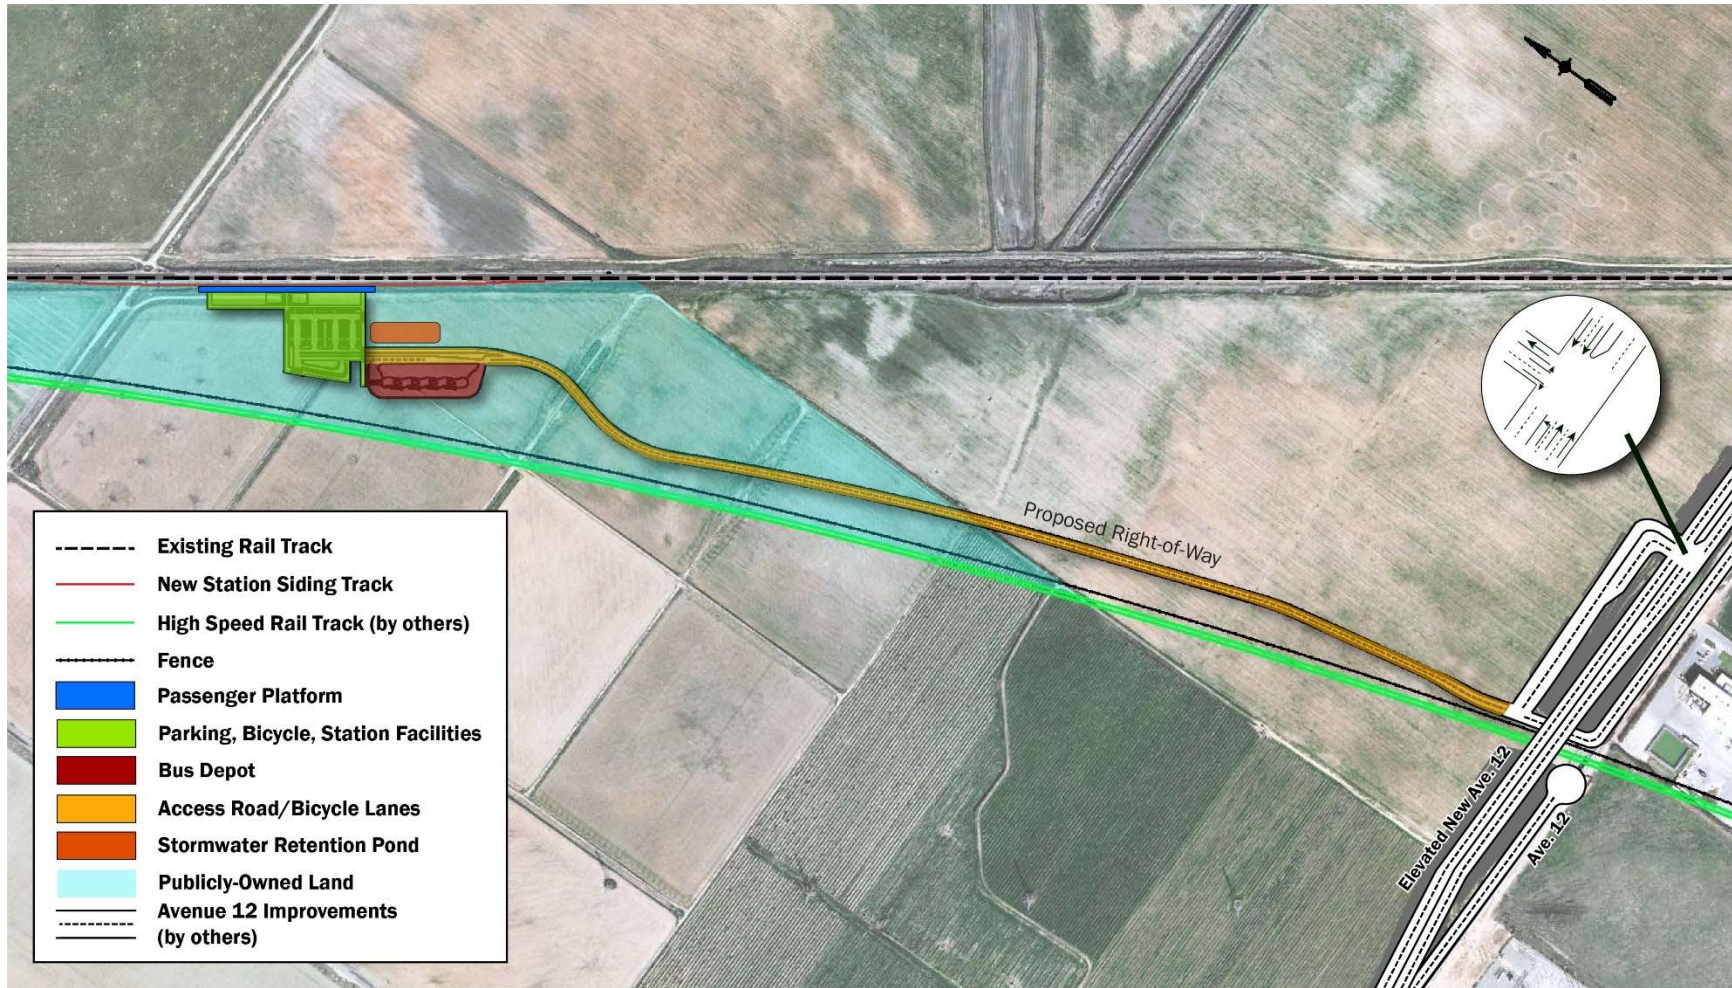 Proposed Right-of-Way
Existing Rail Track
New Station Siding Track
High Speed Rail Track (by others)
Fence
Passenger Platform
Parking, Bicycle, Station Facilities
Bus Depot
Access Road/Bicycle Lanes
Stormwater Retention Pond
Publicly-Owned Land
Avenue 12 Improvements
(by others)
Elevated New Ave. 12
Ave. 12